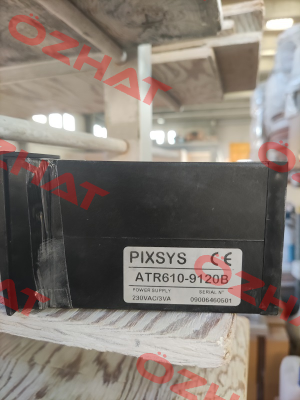 OZHAT
OZHAT
OZHAT
PIXSYS CE
ATR610-9120B
POWER SUPPLY SERIAL N°
230VAC/3VA 09006460501
OZHAT
OZHAT